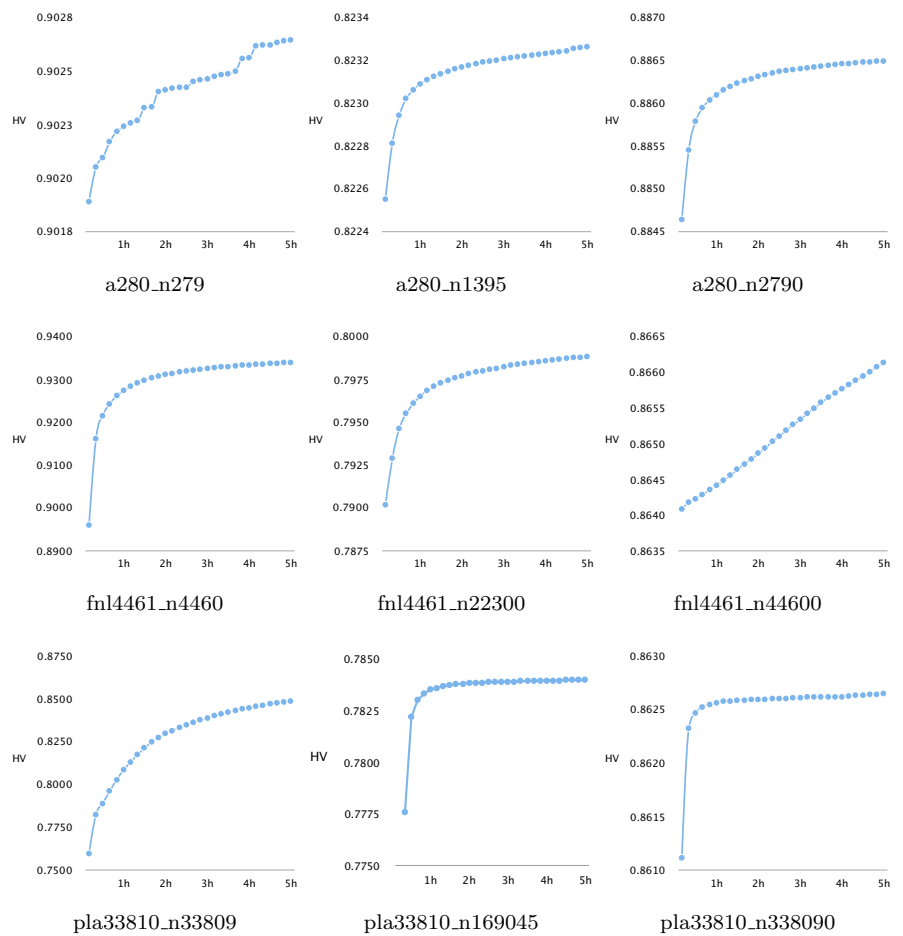 0.9028
0.9025
HV 0.9023
0.9020
0.9018
1h 2h 3h 4h 5h
a280_n279
0.8234
0.8232
0.8230
HV
0.8228
0.8226
0.8224
1h 2h 3h 4h 5h
a280_n1395
0.8870
0.8865
0.8860
HV
0.8855
0.8850
0.8845
1h 2h 3h 4h 5h
a280_n2790
0.9400
0.9300
0.9200
HV
0.9100
0.9000
0.8900
1h 2h 3h 4h 5h
fnl4461_n4460
0.8000
0.7975
0.7950
HV
0.7925
0.7900
0.7875
1h 2h 3h 4h 5h
fnl4461_n22300
0.8665
0.8660
0.8655
HV
0.8650
0.8645
0.8640
0.8635
1h 2h 3h 4h 5h
fnl4461_n44600
0.8750
0.8500
0.8250
HV
0.8000
0.7750
0.7500
1h 2h 3h 4h 5h
pla33810_n33809
0.7850
0.7825
HV 0.7800
0.7775
0.7750
1h 2h 3h 4h 5h
pla33810_n169045
0.8630
0.8625
HV
0.8620
0.8615
0.8610
1h 2h 3h 4h 5h
pla33810_n338090